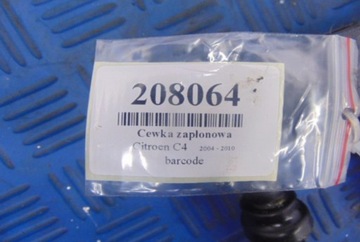 208064
Cewka zapłonowa
Citroen C4 2004 - 2010
barcode